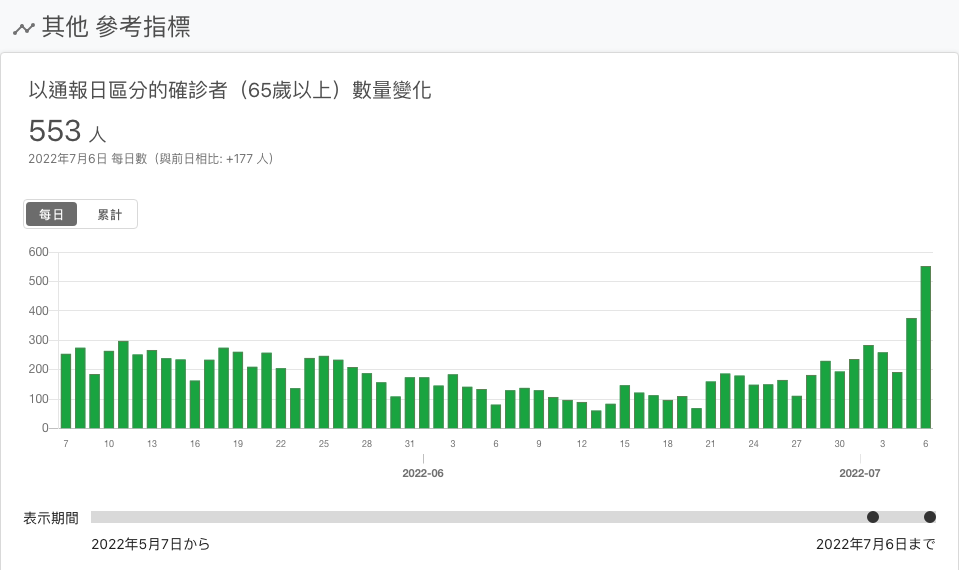 其他 參考指標
以通報日區分的確診者（65歲以上）數量變化
553 人
2022年7月6日 每日數（與前日相比: +177 人）
每日 累計
600
500
400
300
200
100
0
7 10 13 16 19 22 25 28 31 3 6 9 12 15 18 21 24 27 30 3 6
2022-06 2022-07
表示期間
2022年5月7日から 2022年7月6日まで